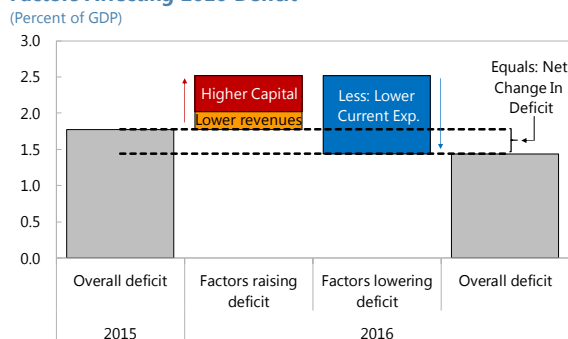 (Percent of GDP)
3.0
2.5
2.0
1.5
1.0
0.5
0.0
Higher Capital
Lower revenues
Less: Lower
Current Exp.
Equals: Net
Change In
Deficit
Overall deficit
Factors raising
deficit
Factors lowering
deficit
Overall deficit
2015
2016